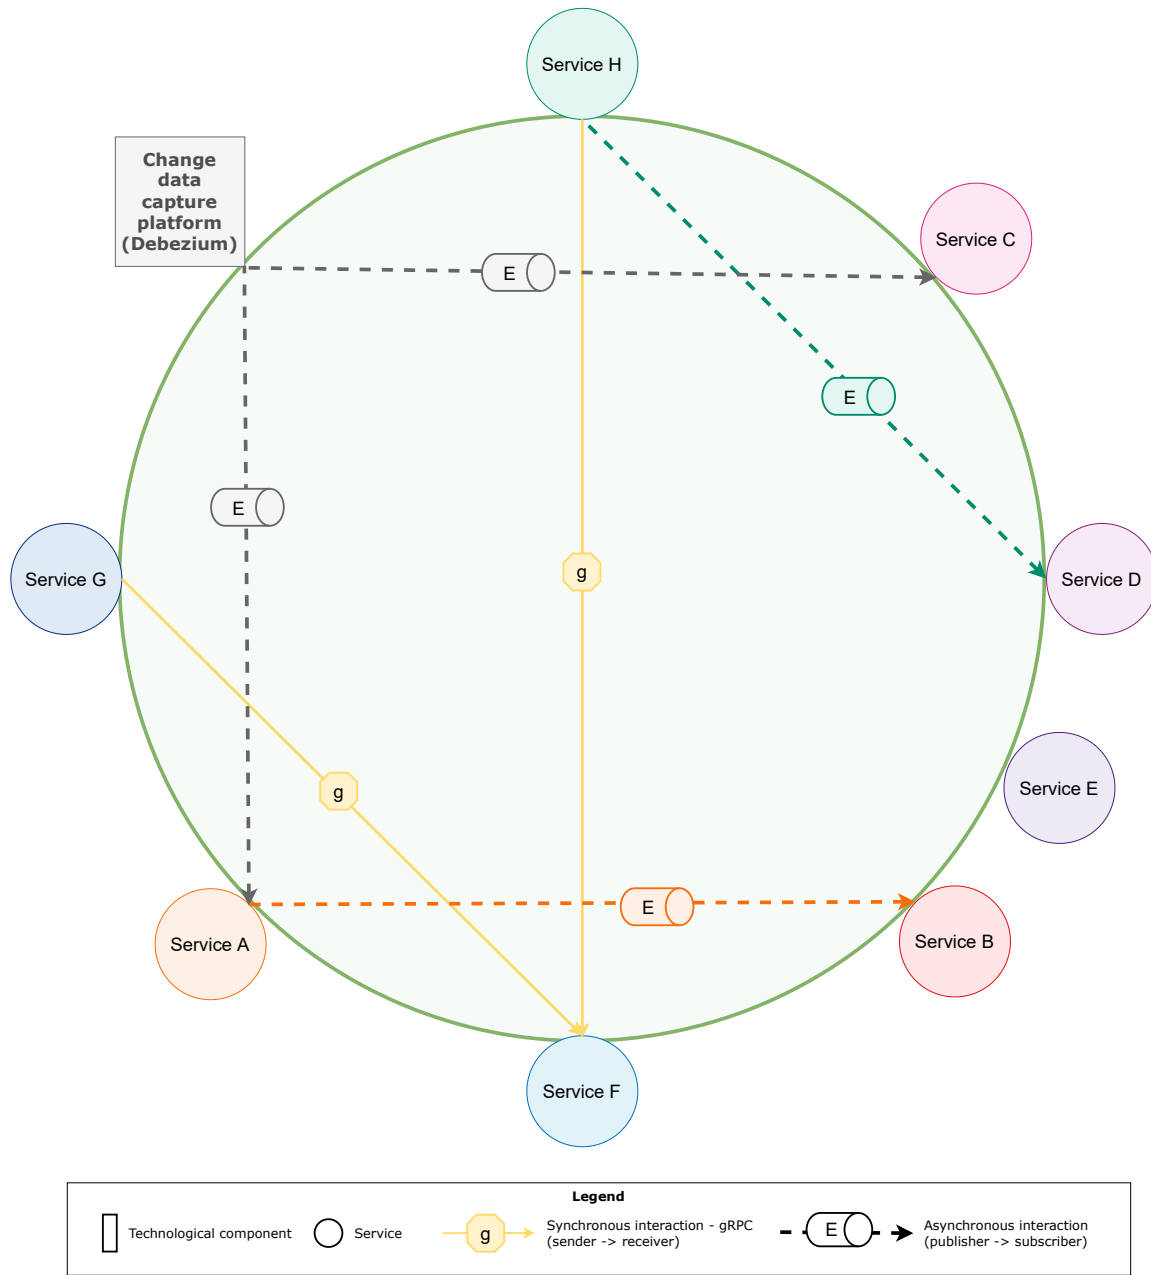 Service H
Change
data
capture
platform
(Debezium)
Service C
E
E
E
g
Service G
Service D
g
Service E
E
Service A
Service B
Service F
Legend
Technological component
Service
g
Synchronous interaction - gRPC
(sender -> receiver)
E
Asynchronous interaction
(publisher -> subscriber)